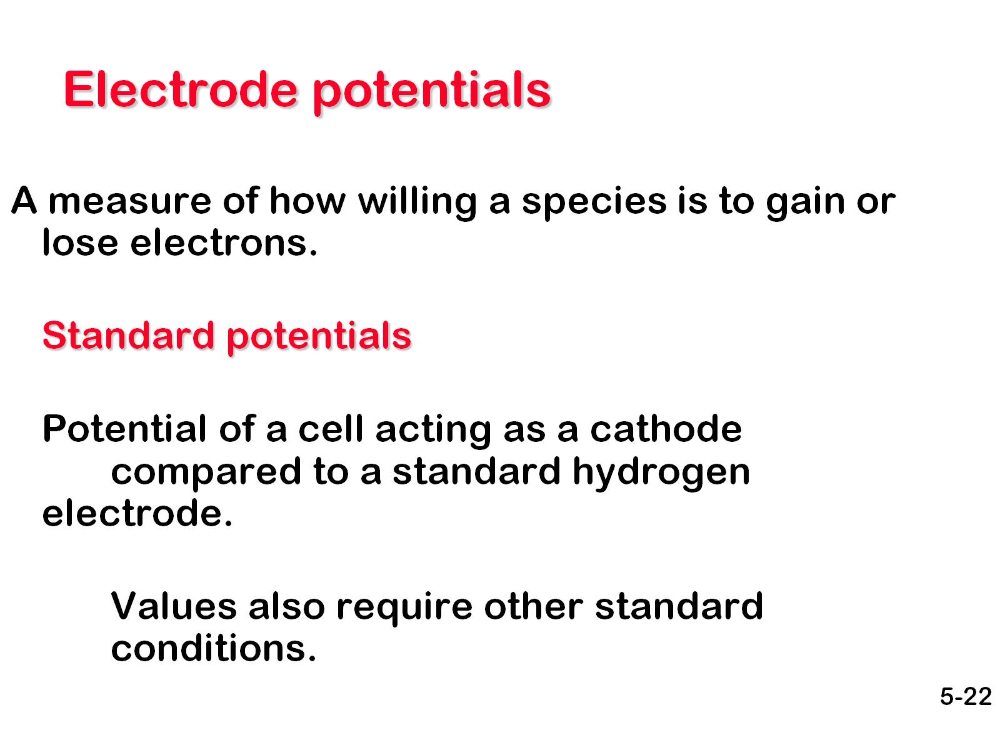 Electrode potentials
A measure of how willing a species is to gain or
lose electrons.
Standard potentials
Potential of a cell acting as a cathode
compared to a standard hydrogen
electrode.
Values also require other standard
conditions.
5-22